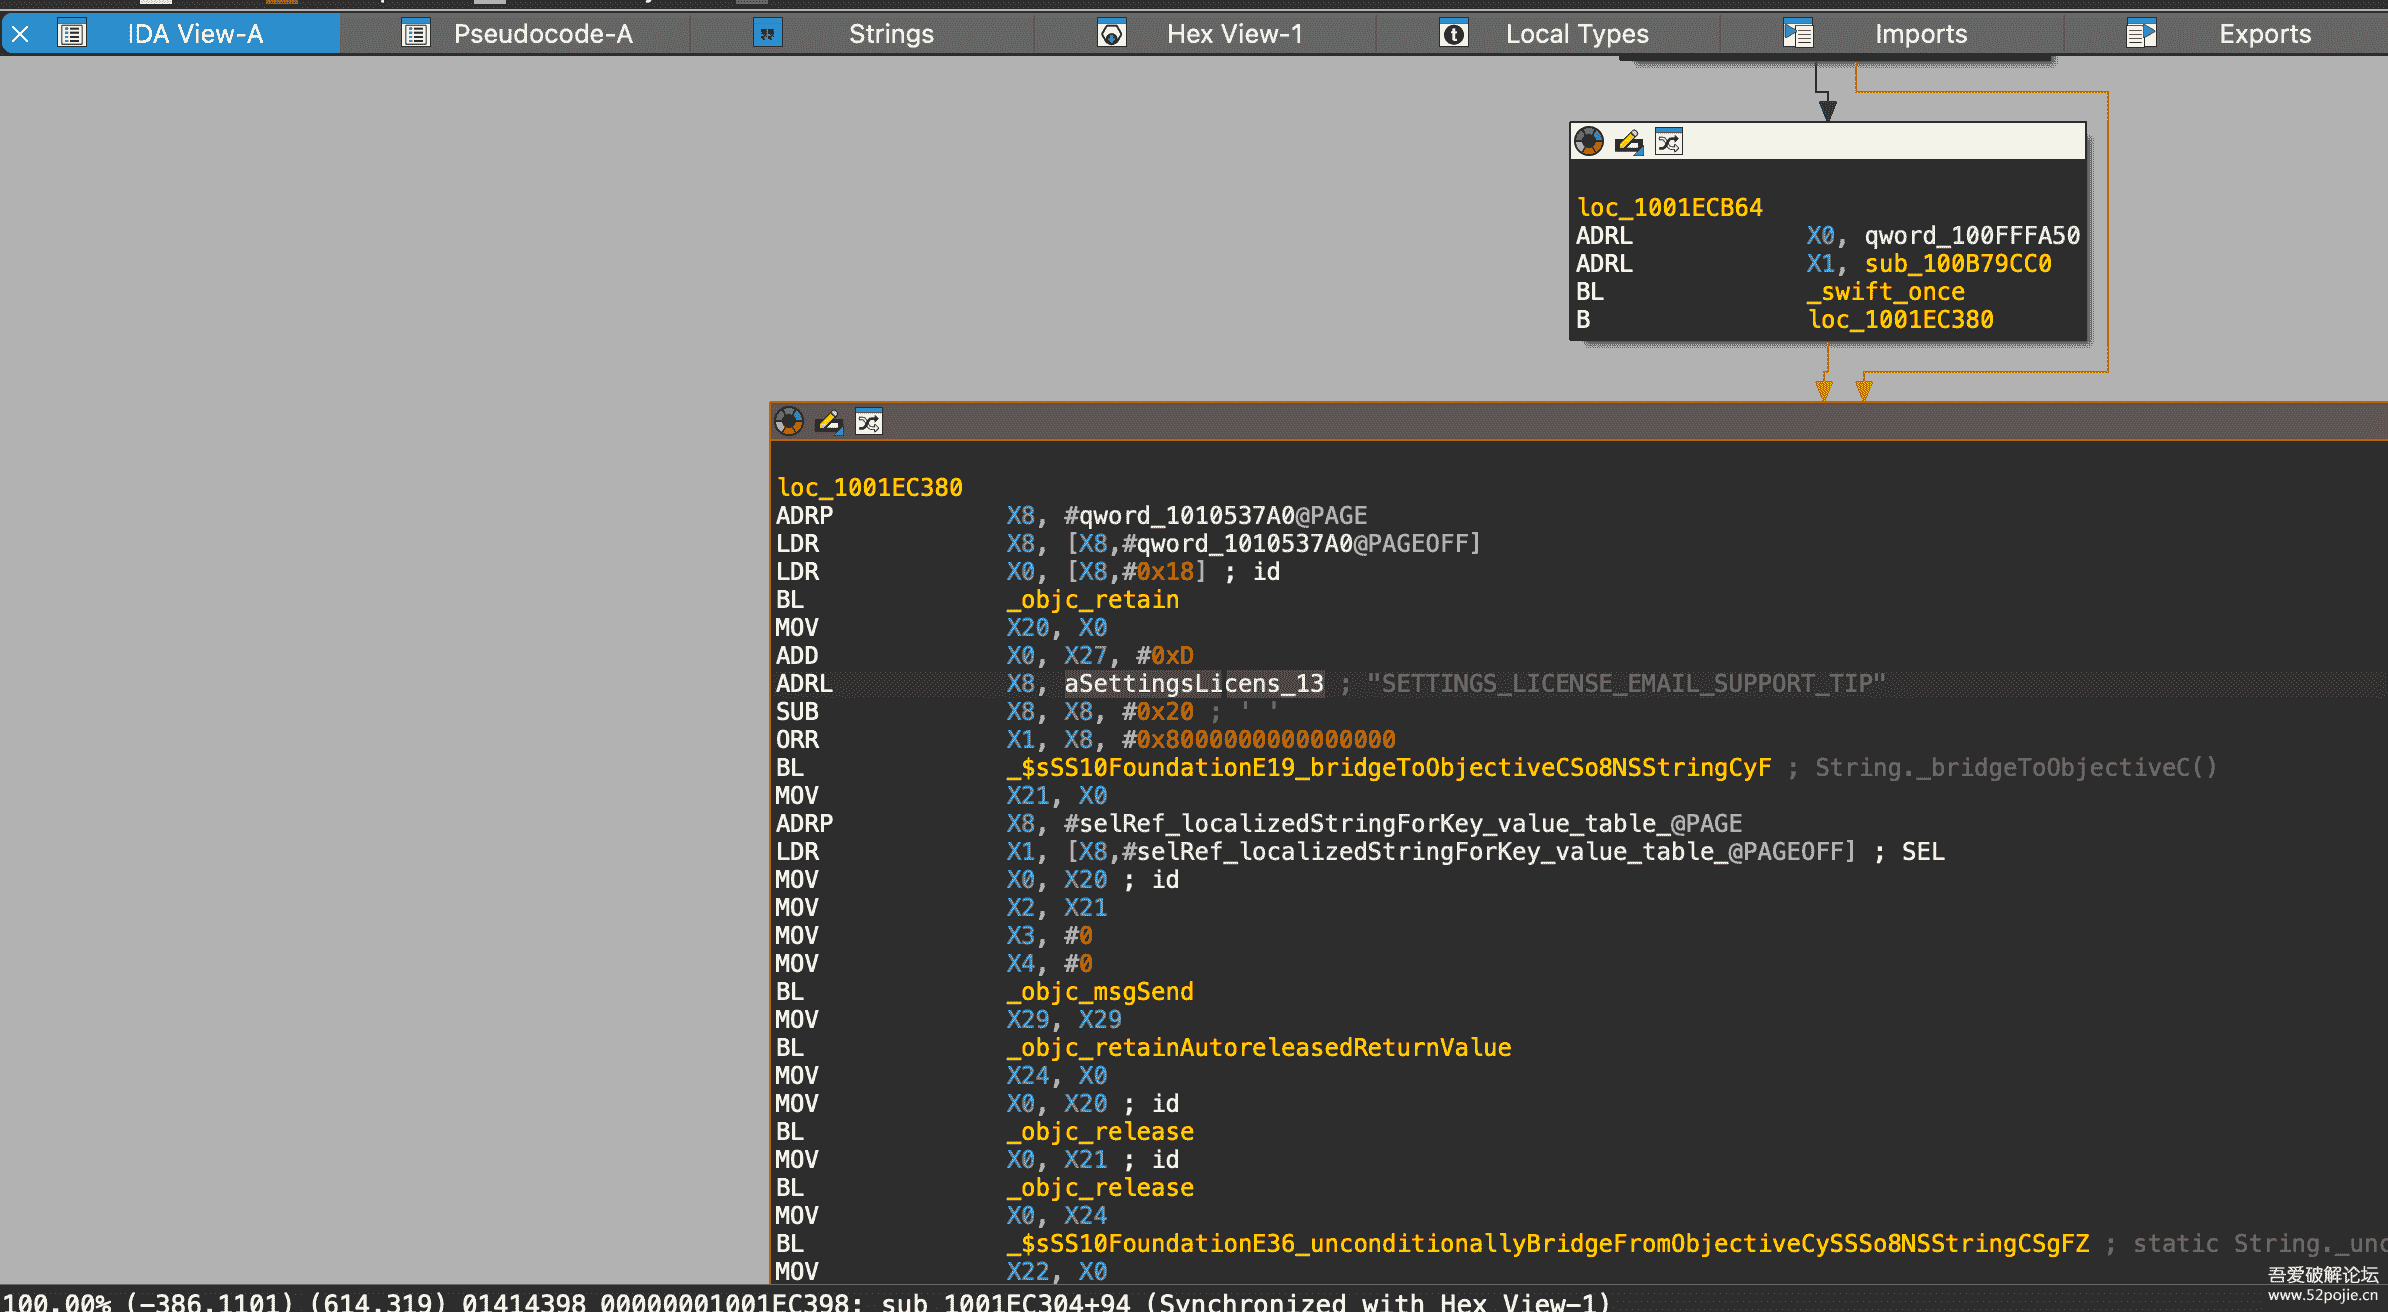 IDA View-A
Pseudocode-A
Strings
Hex View-1
Local Types
Imports
Exports
loc_1001ECB64
ADRL X0, qword_100FFFA50
ADRL X1, sub_100B79CC0
BL _swift_once
B loc_1001EC380
loc_1001EC380
ADRP X8, #qword_1010537A0@PAGE
LDR X8, [X8,#qword_1010537A0@PAGEOFF]
LDR X0, [X8,#0x18] ; id
BL _objc_retain
MOV X20, X0
ADD X0, X27, #0xD
ADRL X8, aSettingsLicens_13 ; "SETTINGS_LICENSE_EMAIL_SUPPORT_TIP"
SUB X8, X8, #0x20 ; ' '
ORR X1, X8, #0x8000000000000000
BL _$sSS10FoundationE19_bridgeToObjectiveCSo8NSStringCyF ; String._bridgeToObjectiveC()
MOV X21, X0
ADRP X8, #selRef_localizedStringForKey_value_table_@PAGE
LDR X1, [X8,#selRef_localizedStringForKey_value_table_@PAGEOFF] ; SEL
MOV X0, X20 ; id
MOV X2, X21
MOV X3, #0
MOV X4, #0
BL _objc_msgSend
MOV X29, X29
BL _objc_retainAutoreleasedReturnValue
MOV X24, X0
MOV X0, X20 ; id
BL _objc_release
MOV X0, X21 ; id
BL _objc_release
MOV X0, X24
BL _$sSS10FoundationE36_unconditionallyBridgeFromObjectiveCySSSo8NSStringCSgFZ ; static String._unc
MOV X22, X0
吾爱破解论坛
www.52pojie.cn
100.00% (-386,1101) (614,319) 01414398 00000001001EC398: sub_1001EC304+94 (Synchronized with Hex View-1)